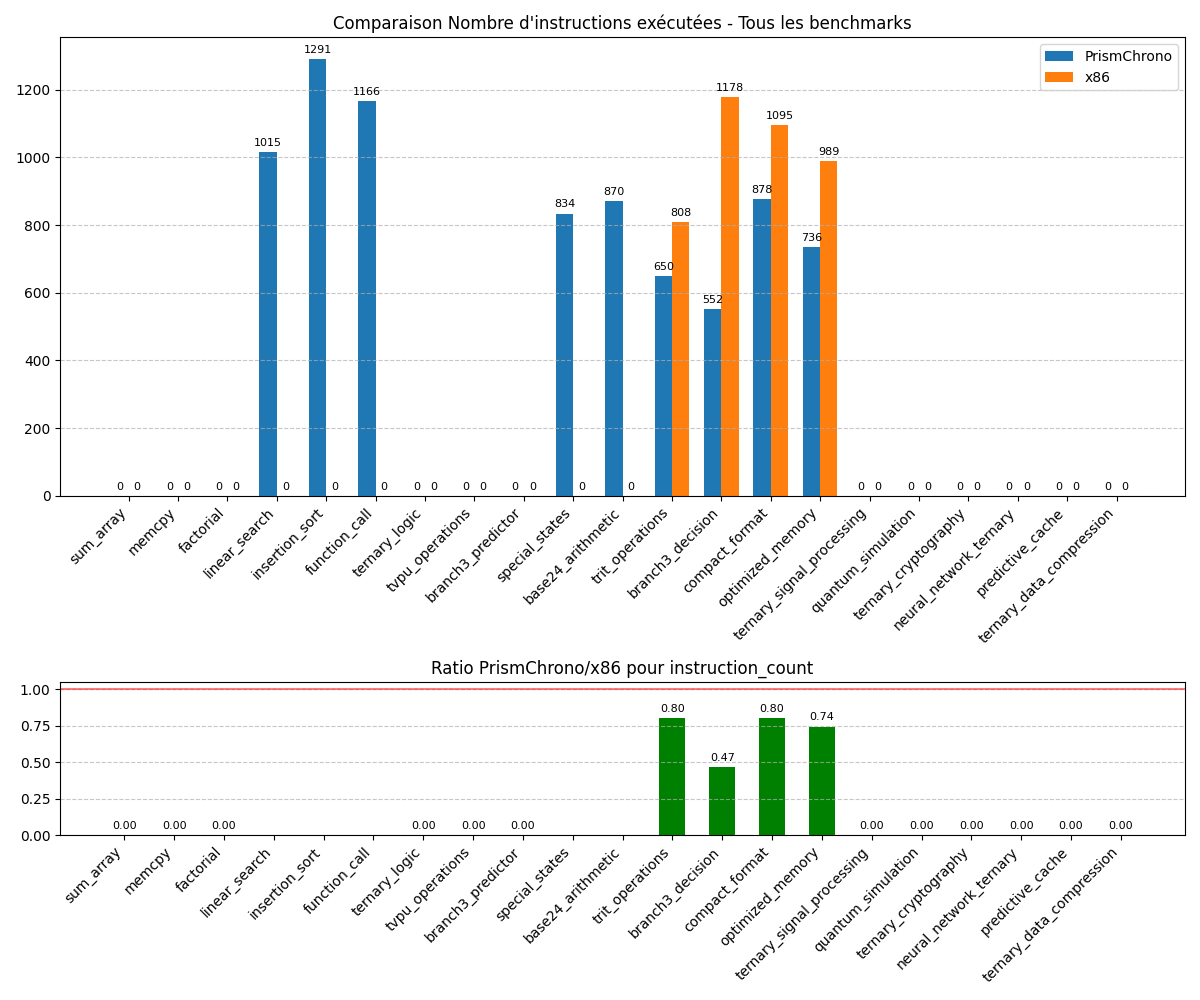 Comparaison Nombre d'instructions exécutées - Tous les benchmarks
PrismChrono
x86
1200
1000
800
600
400
200
0
0 0 0 0 0 0 1015 0 1291 0 1166 0 0 0 0 0 0 0 834 0 870 0 650 808 552 1178 878 1095 736 989 0 0 0 0 0 0 0 0 0 0 0 0
sum_array
memcpy
factorial
linear_search
insertion_sort
function_call
ternary_logic
tvpu_operations
branch3_predictor
special_states
base24_arithmetic
trit_operations
branch3_decision
compact_format
optimized_memory
ternary_signal_processing
quantum_simulation
ternary_cryptography
neural_network_ternary
predictive_cache
ternary_data_compression
Ratio PrismChrono/x86 pour instruction_count
1.00
0.75
0.50
0.25
0.00
0.00 0.00 0.00 0.00 0.00 0.00 0.80 0.47 0.80 0.74 0.00 0.00 0.00 0.00 0.00 0.00
sum_array
memcpy
factorial
linear_search
insertion_sort
function_call
ternary_logic
tvpu_operations
branch3_predictor
special_states
base24_arithmetic
trit_operations
branch3_decision
compact_format
optimized_memory
ternary_signal_processing
quantum_simulation
ternary_cryptography
neural_network_ternary
predictive_cache
ternary_data_compression